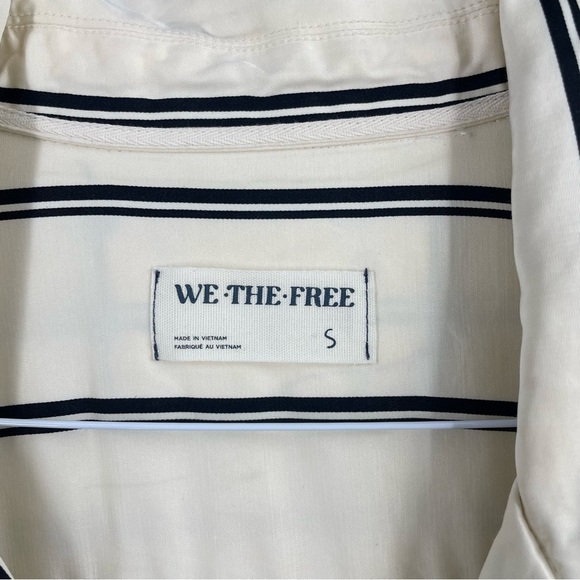 WE·THE·FREE
MADE IN VIETNAM
FABRIQUÉ AU VIETNAM
S